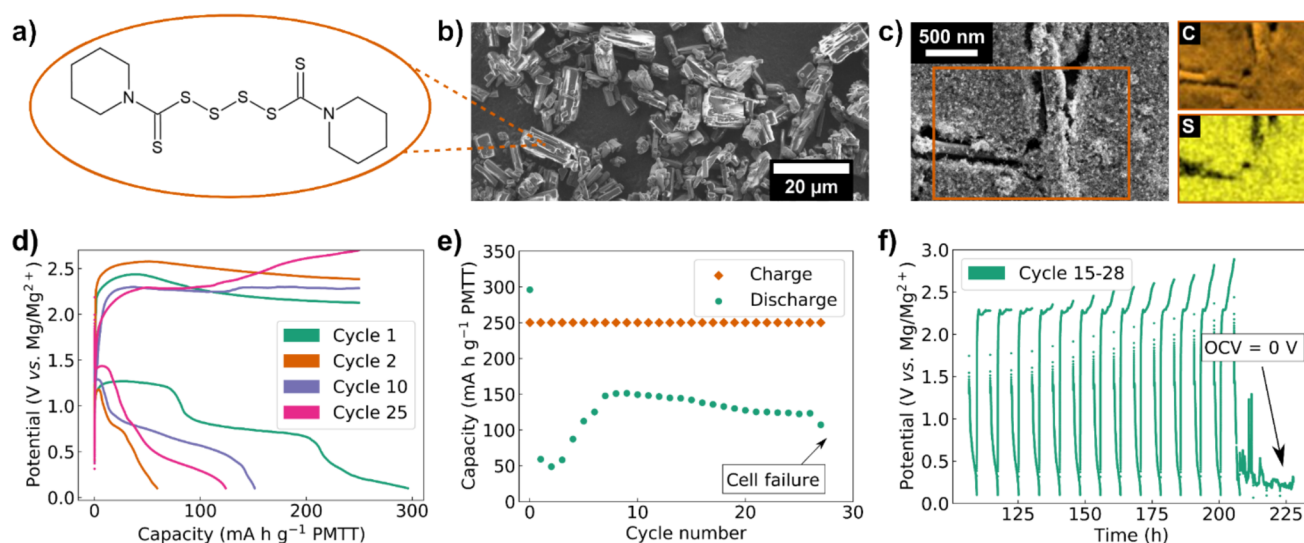 a)
S
N
S
S
S
S
N
S
b)
20 µm
c)
500 nm
C
S
d)
Potential (V vs. Mg/Mg²⁺)
2.5
2.0
1.5
1.0
0.5
0.0
Cycle 1
Cycle 2
Cycle 10
Cycle 25
0 100 200 300
Capacity (mA h g⁻¹ PMTT)
e)
Capacity (mA h g⁻¹ PMTT)
350
300
250
200
150
100
50
0
Charge
Discharge
Cell failure
0 10 20 30
Cycle number
f)
Potential (V vs. Mg/Mg²⁺)
3.0
2.5
2.0
1.5
1.0
0.5
0.0
Cycle 15-28
OCV = 0 V
125 150 175 200 225
Time (h)